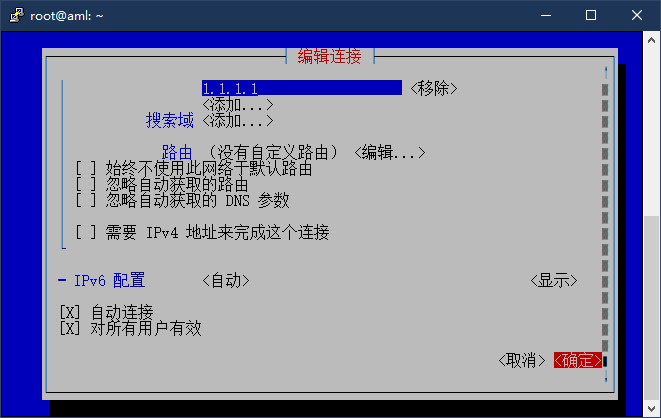 root@aml: ~
编辑连接
1.1.1.1 <移除>
<添加...>
搜索域 <添加...>
路由 (没有自定义路由) <编辑...>
[ ] 始终不使用此网络于默认路由
[ ] 忽略自动获取的路由
[ ] 忽略自动获取的 DNS 参数
[ ] 需要 IPv4 地址来完成这个连接
- IPv6 配置 <自动> <显示>
[X] 自动连接
[X] 对所有用户有效
<取消> <确定>